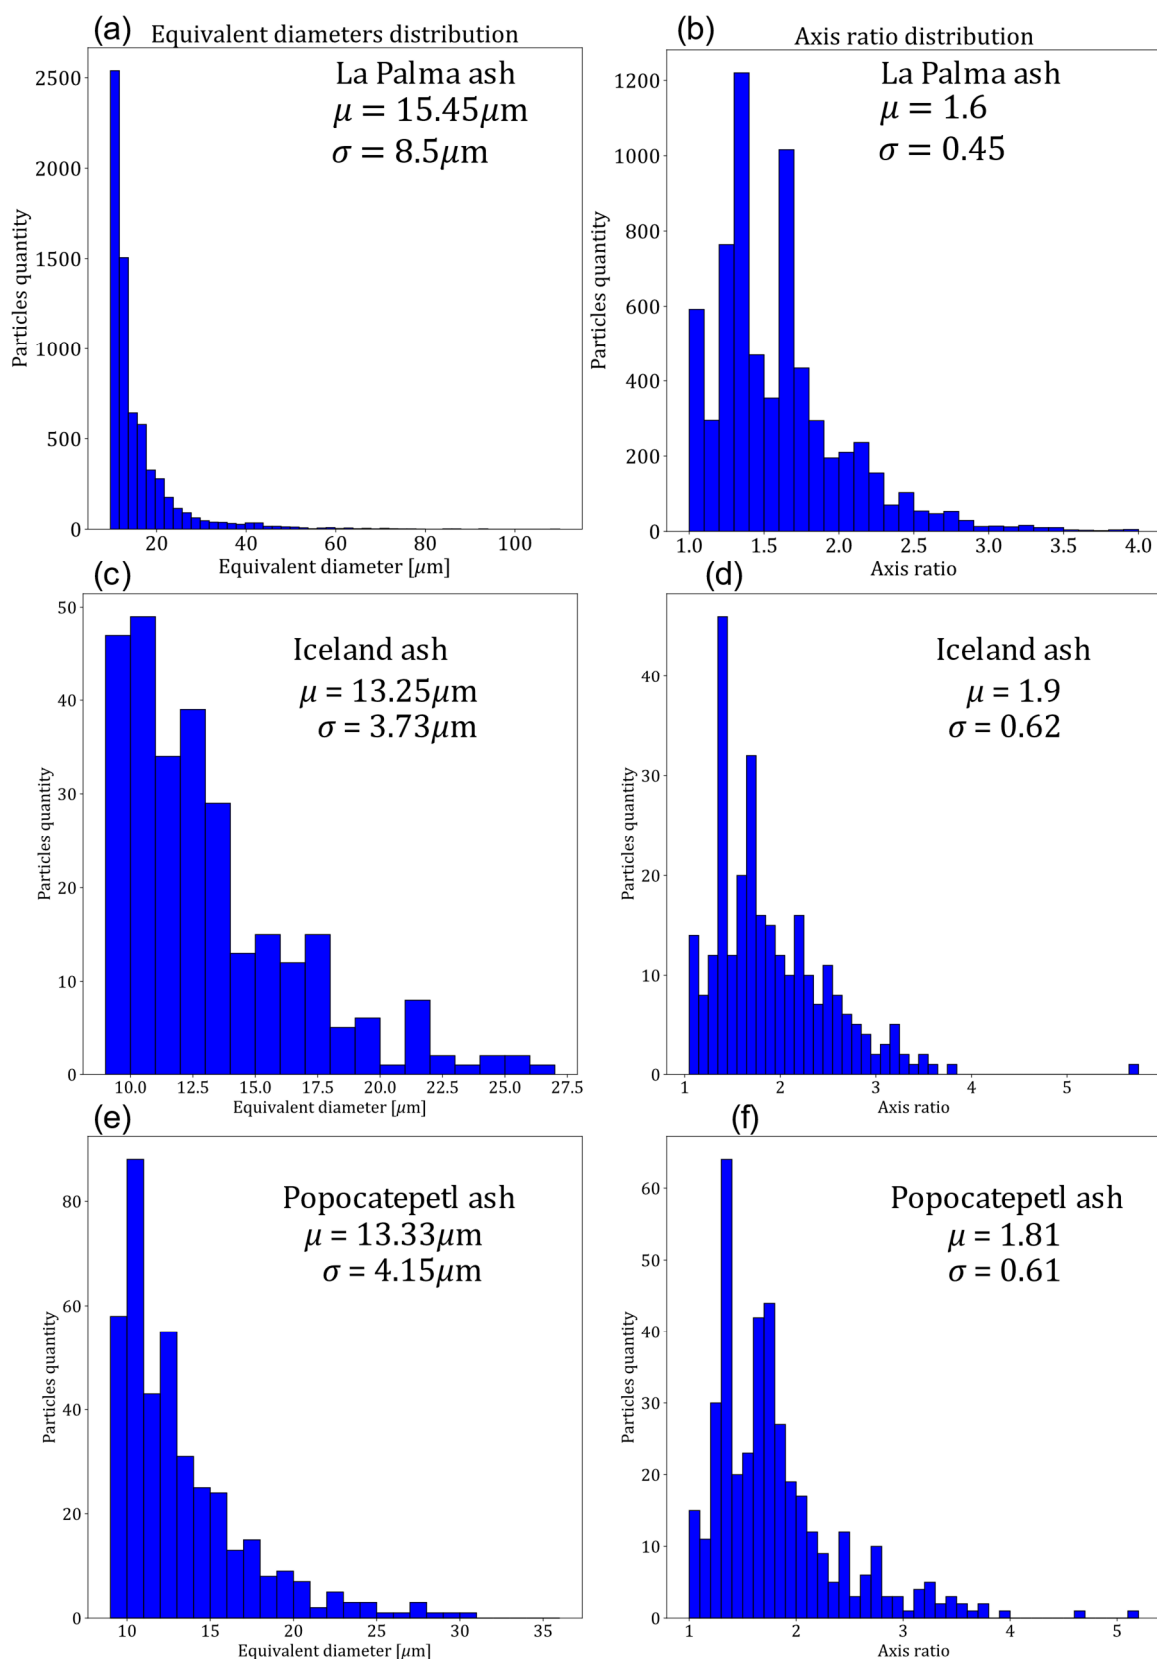 (a) Equivalent diameters distribution
La Palma ash
μ = 15.45μm
σ = 8.5μm
Particles quantity
2500
2000
1500
1000
500
0
20 40 60 80 100
Equivalent diameter [μm]
(b) Axis ratio distribution
La Palma ash
μ = 1.6
σ = 0.45
Particles quantity
1200
1000
800
600
400
200
0
1.0 1.5 2.0 2.5 3.0 3.5 4.0
Axis ratio
(c)
Iceland ash
μ = 13.25μm
σ = 3.73μm
Particles quantity
50
40
30
20
10
0
10.0 12.5 15.0 17.5 20.0 22.5 25.0 27.5
Equivalent diameter [μm]
(d)
Iceland ash
μ = 1.9
σ = 0.62
Particles quantity
40
30
20
10
0
1 2 3 4 5
Axis ratio
(e)
Popocatepetl ash
μ = 13.33μm
σ = 4.15μm
Particles quantity
80
60
40
20
0
10 15 20 25 30 35
Equivalent diameter [μm]
(f)
Popocatepetl ash
μ = 1.81
σ = 0.61
Particles quantity
60
50
40
30
20
10
0
1 2 3 4 5
Axis ratio